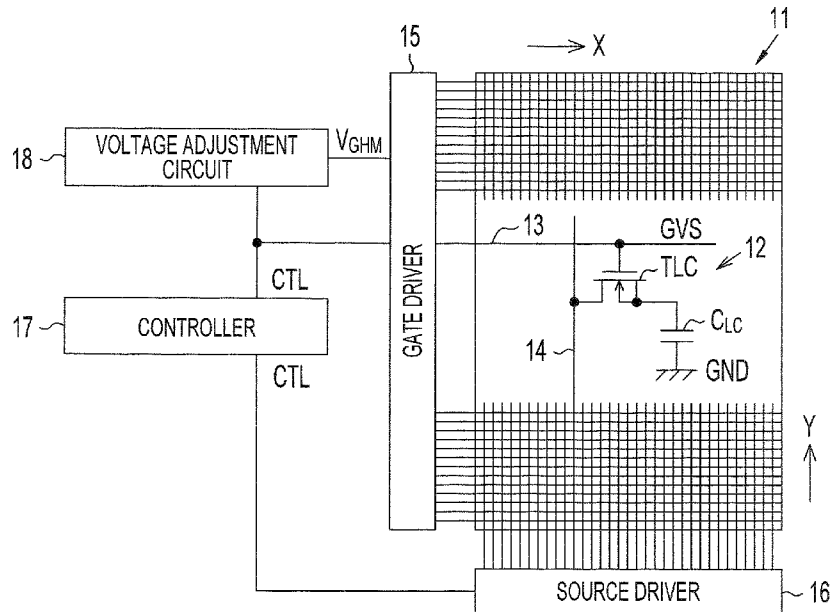 15
X
11
VOLTAGE ADJUSTMENT
CIRCUIT
18
VGHM
13
GVS
12
TLC
CTL
17
CONTROLLER
GATE DRIVER
CLC
14
GND
CTL
Y
SOURCE DRIVER
16